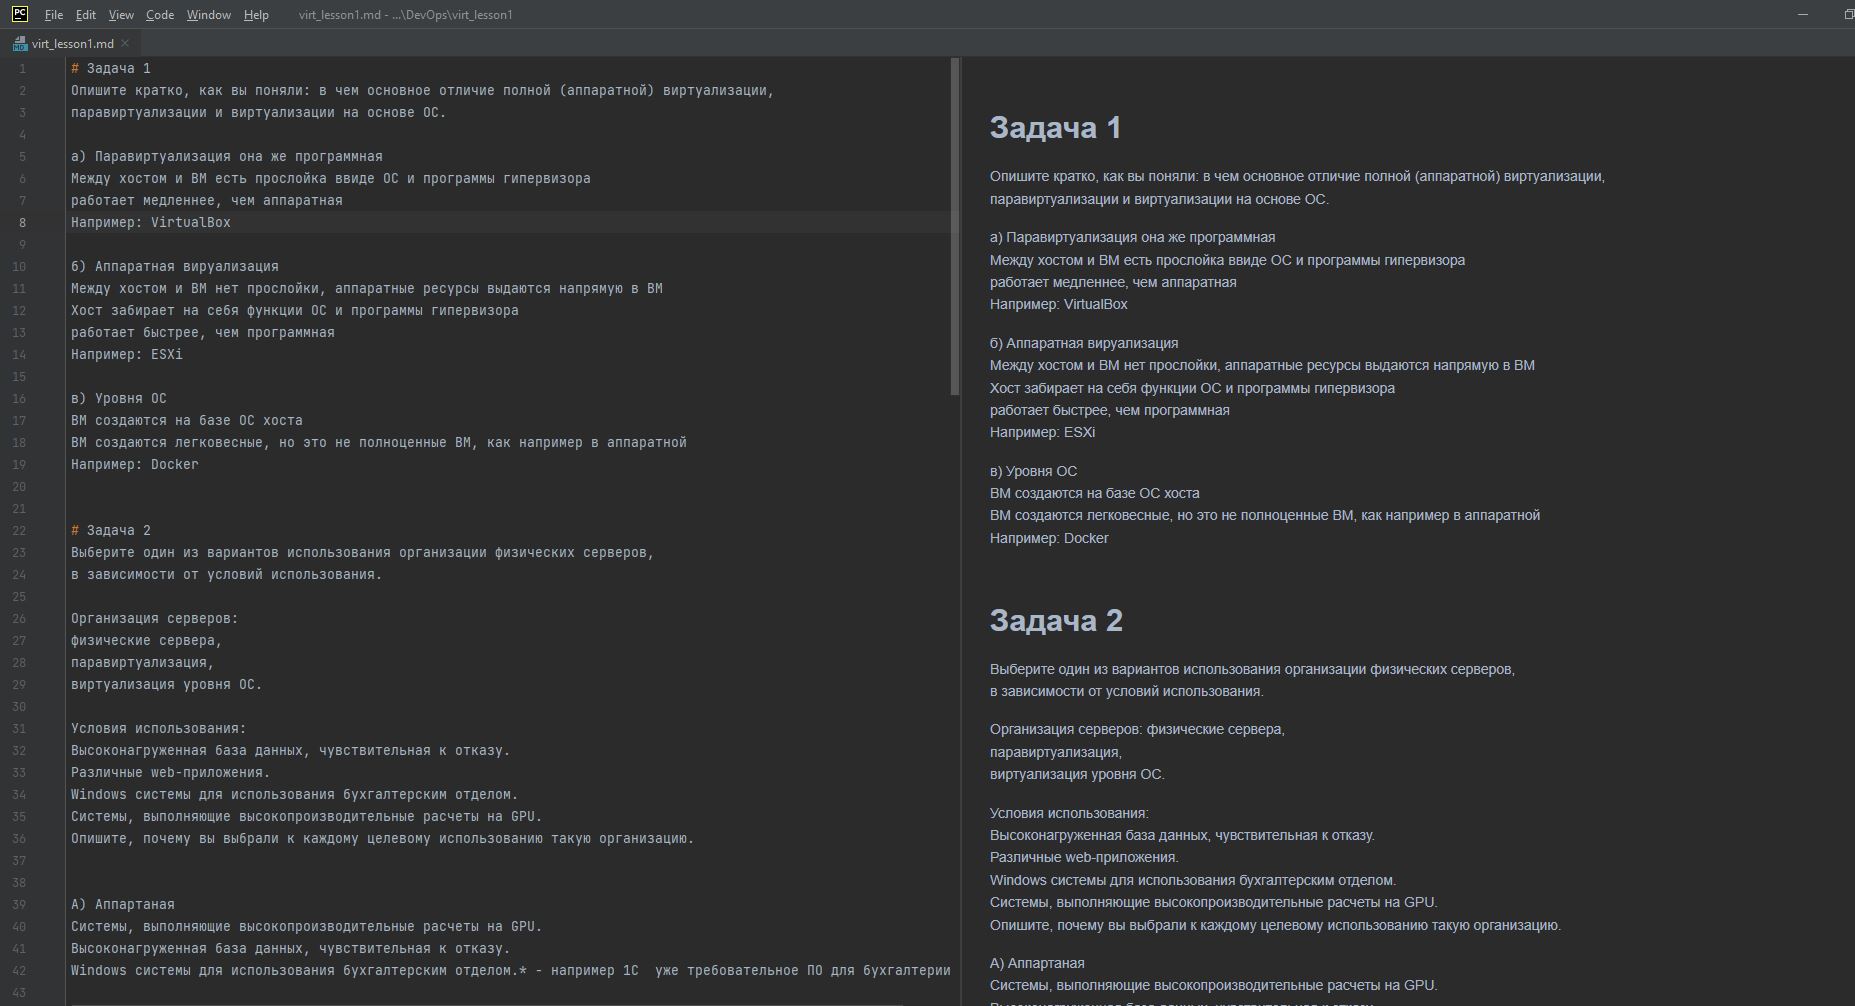 PC File Edit View Code Window Help virt_lesson1.md - ...\DevOps\virt_lesson1
virt_lesson1.md
1 # Задача 1
2 Опишите кратко, как вы поняли: в чем основное отличие полной (аппаратной) виртуализации,
3 паравиртуализации и виртуализации на основе ОС.
4
5 а) Паравиртуализация она же программная
6 Между хостом и ВМ есть прослойка ввиде ОС и программы гипервизора
7 работает медленнее, чем аппаратная
8 Например: VirtualBox
9
10 б) Аппаратная вируализация
11 Между хостом и ВМ нет прослойки, аппаратные ресурсы выдаются напрямую в ВМ
12 Хост забирает на себя функции ОС и программы гипервизора
13 работает быстрее, чем программная
14 Например: ESXi
15
16 в) Уровня ОС
17 ВМ создаются на базе ОС хоста
18 ВМ создаются легковесные, но это не полноценные ВМ, как например в аппаратной
19 Например: Docker
20
21
22 # Задача 2
23 Выберите один из вариантов использования организации физических серверов,
24 в зависимости от условий использования.
25
26 Организация серверов:
27 физические сервера,
28 паравиртуализация,
29 виртуализация уровня ОС.
30
31 Условия использования:
32 Высоконагруженная база данных, чувствительная к отказу.
33 Различные web-приложения.
34 Windows системы для использования бухгалтерским отделом.
35 Системы, выполняющие высокопроизводительные расчеты на GPU.
36 Опишите, почему вы выбрали к каждому целевому использованию такую организацию.
37
38
39 А) Аппартаная
40 Системы, выполняющие высокопроизводительные расчеты на GPU.
41 Высоконагруженная база данных, чувствительная к отказу.
42 Windows системы для использования бухгалтерским отделом.* - например 1С  уже требовательное ПО для бухгалтерии
43
Задача 1
Опишите кратко, как вы поняли: в чем основное отличие полной (аппаратной) виртуализации,
паравиртуализации и виртуализации на основе ОС.
а) Паравиртуализация она же программная
Между хостом и ВМ есть прослойка ввиде ОС и программы гипервизора
работает медленнее, чем аппаратная
Например: VirtualBox
б) Аппаратная вируализация
Между хостом и ВМ нет прослойки, аппаратные ресурсы выдаются напрямую в ВМ
Хост забирает на себя функции ОС и программы гипервизора
работает быстрее, чем программная
Например: ESXi
в) Уровня ОС
ВМ создаются на базе ОС хоста
ВМ создаются легковесные, но это не полноценные ВМ, как например в аппаратной
Например: Docker
Задача 2
Выберите один из вариантов использования организации физических серверов,
в зависимости от условий использования.
Организация серверов: физические сервера,
паравиртуализация,
виртуализация уровня ОС.
Условия использования:
Высоконагруженная база данных, чувствительная к отказу.
Различные web-приложения.
Windows системы для использования бухгалтерским отделом.
Системы, выполняющие высокопроизводительные расчеты на GPU.
Опишите, почему вы выбрали к каждому целевому использованию такую организацию.
А) Аппартаная
Системы, выполняющие высокопроизводительные расчеты на GPU.